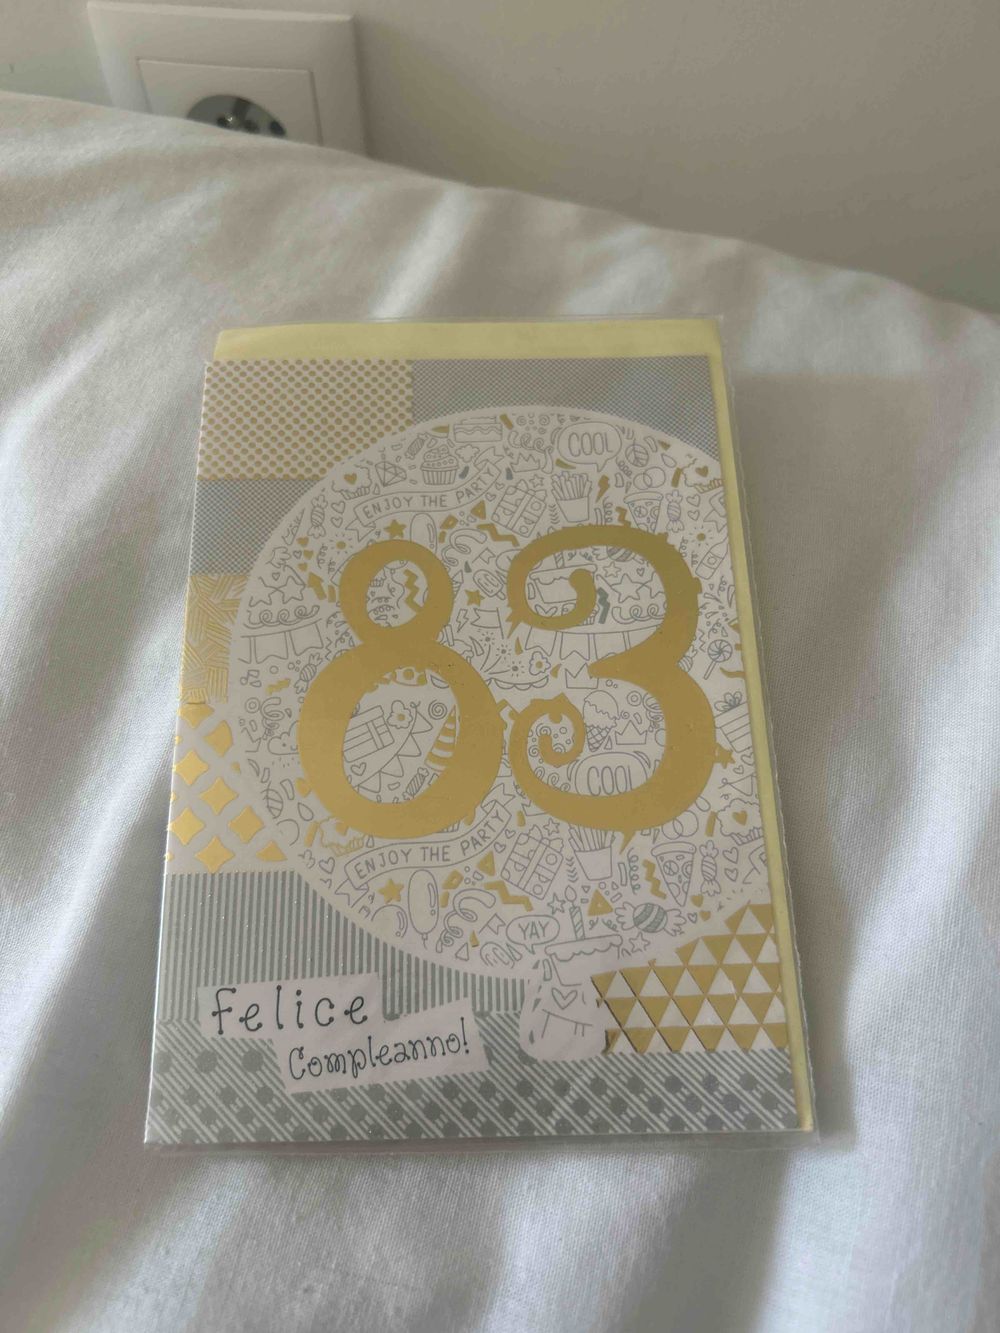 COOL
ENJOY THE PARTY
83
COOL
ENJOY THE PARTY
YAY
felice
Compleanno!